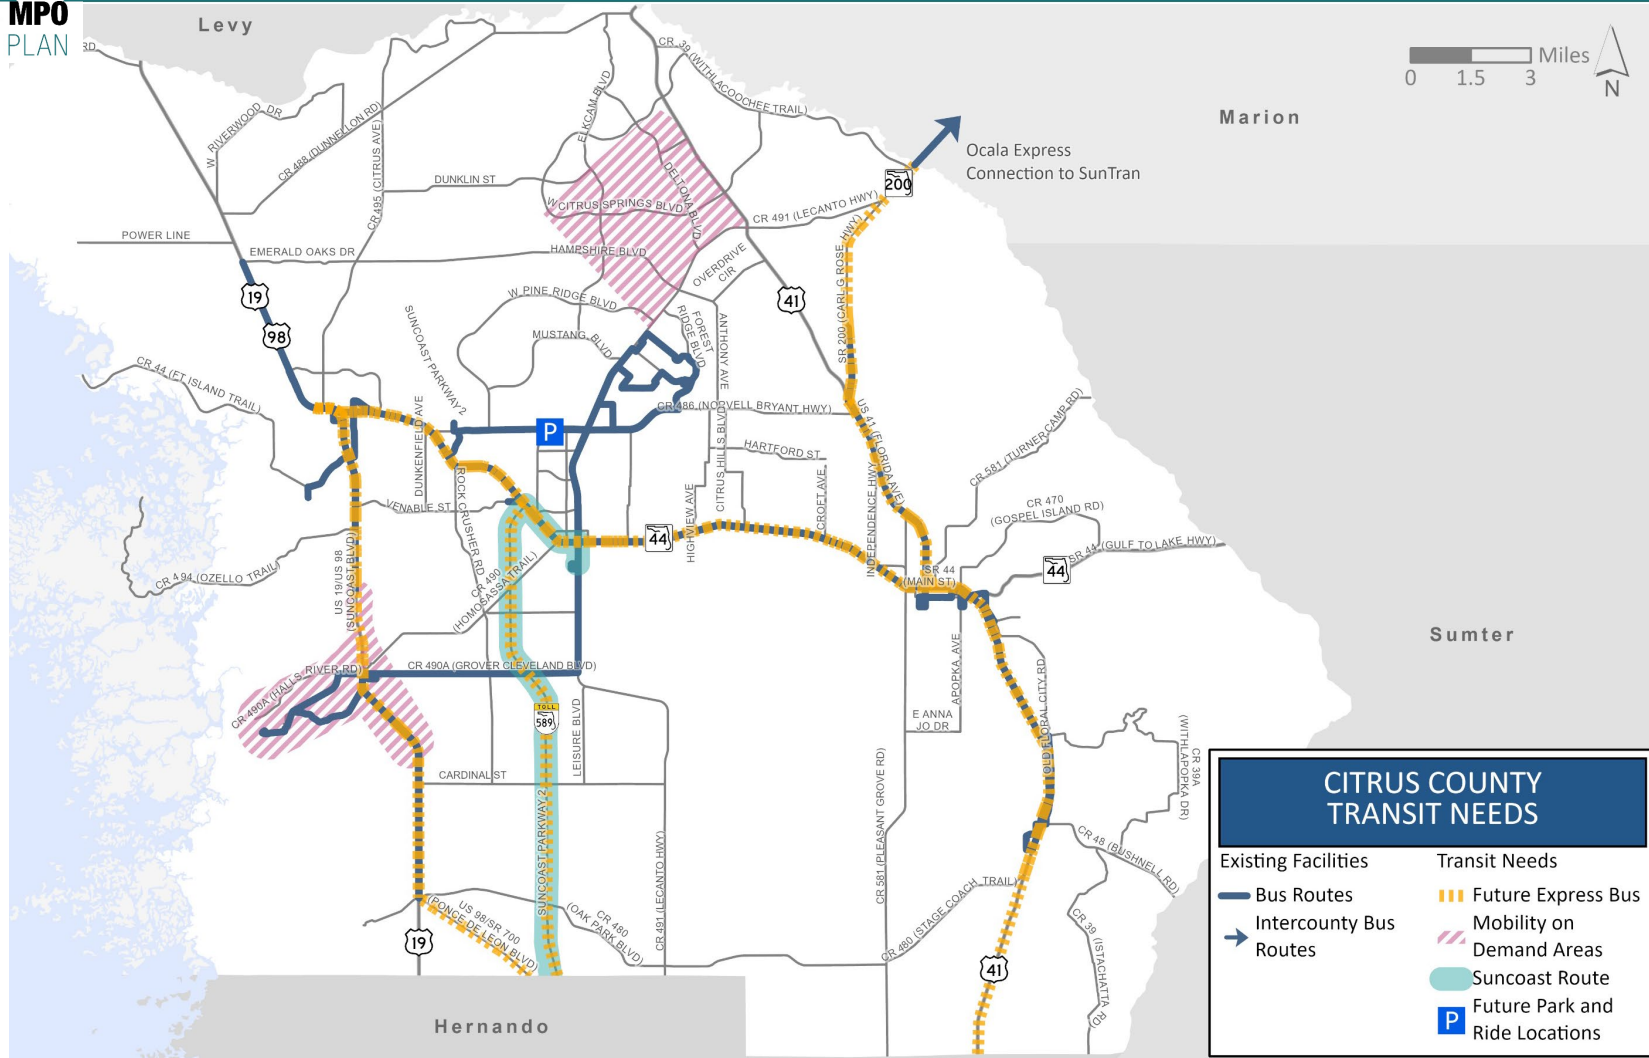 MPO
PLAN
Levy
RD
CR 39 (WITHLACOOCHEE TRAIL)
Miles
0 1.5 3
N
Marion
W RIVERWOOD DR
CR 488 (DUNNELLON RD)
CR 495 (CITRUS AVE)
ELKCAM BLVD
DELTONA BLVD
Ocala Express
Connection to SunTran
200
DUNKLIN ST
W CITRUS SPRINGS BLVD
CR 491 (LECANTO HWY)
POWER LINE
EMERALD OAKS DR
HAMPSHIRE BLVD
OVERDRIVE
CIR
SR 200 (CARL G ROSE HWY)
19
98
41
W PINE RIDGE BLVD
MUSTANG BLVD
FOREST
RIDGE BLVD
ANTHONY AVE
SUNCOAST PARKWAY 2
CR 44 (FT ISLAND TRAIL)
CR 486 (NORVELL BRYANT HWY)
P
DUNKENFIELD AVE
CITRUS HILLS BLVD
HARTFORD ST
US 41 (FLORIDA AVE)
CR 581 (TURNER CAMP RD)
VENABLE ST
ROCK CRUSHER RD
HIGHVIEW AVE
CROFT AVE
INDEPENDENCE HWY
CR 470
(GOSPEL ISLAND RD)
44
SR 44 (GULF TO LAKE HWY)
44
SR 44
(MAIN ST)
CR 494 (OZELLO TRAIL)
US 19/US 98
(SUNCOAST BLVD)
CR 490
(HOMOSASSA TRAIL)
Sumter
CR 490A (HALLS RIVER RD)
CR 490A (GROVER CLEVELAND BLVD)
APOPKA AVE
OLD FLORAL CITY RD
TOLL
589
LEISURE BLVD
E ANNA
JO DR
CR 39A
(WITHLAPOPKA DR)
CARDINAL ST
SUNCOAST PARKWAY 2
CR 491 (LECANTO HWY)
CR 581 (PLEASANT GROVE RD)
CR 48 (BUSHNELL RD)
CR 480 (STAGE COACH TRAIL)
US 98/SR 700
(PONCE DE LEON BLVD)
CR 480
(OAK PARK BLVD)
CR 39 (ISTACHATTA RD)
19
41
Hernando
CITRUS COUNTY
TRANSIT NEEDS
Existing Facilities
Bus Routes
Intercounty Bus
Routes
Transit Needs
Future Express Bus
Mobility on
Demand Areas
Suncoast Route
P
Future Park and
Ride Locations